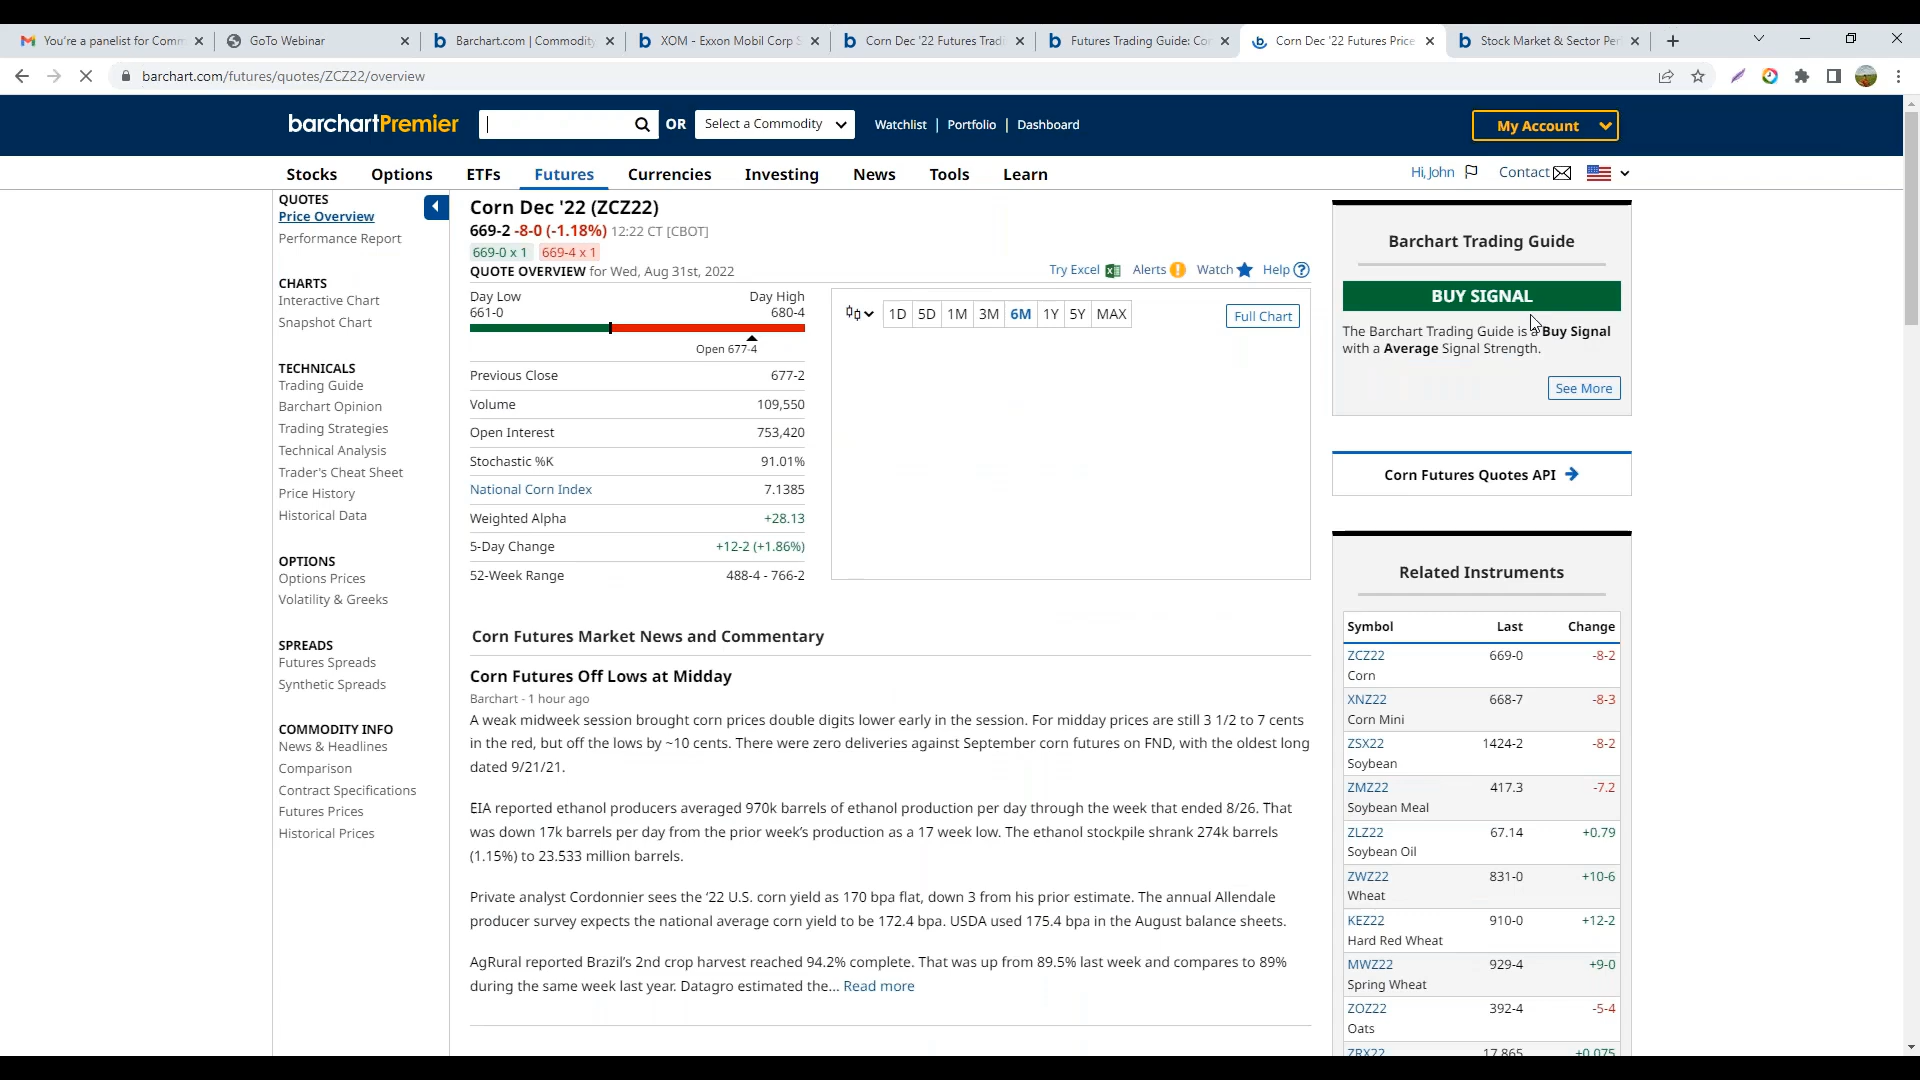 You're a panelist for Comm
GoTo Webinar
Barchart.com | Commodity
XOM - Exxon Mobil Corp S
Corn Dec '22 Futures Tradi
Futures Trading Guide: Co
Corn Dec '22 Futures Price
Stock Market & Sector Per
barchart.com/futures/quotes/ZCZ22/overview
barchartPremier
OR
Select a Commodity
Watchlist | Portfolio | Dashboard
My Account
Stocks Options ETFs Futures Currencies Investing News Tools Learn
Hi, John
Contact
QUOTES
Price Overview
Performance Report
CHARTS
Interactive Chart
Snapshot Chart
TECHNICALS
Trading Guide
Barchart Opinion
Trading Strategies
Technical Analysis
Trader's Cheat Sheet
Price History
Historical Data
OPTIONS
Options Prices
Volatility & Greeks
SPREADS
Futures Spreads
Synthetic Spreads
COMMODITY INFO
News & Headlines
Comparison
Contract Specifications
Futures Prices
Historical Prices
Corn Dec '22 (ZCZ22)
669-2 -8-0 (-1.18%) 12:22 CT [CBOT]
669-0 x 1 669-4 x 1
QUOTE OVERVIEW for Wed, Aug 31st, 2022
Try Excel Alerts Watch Help
Day Low Day High
661-0 680-4
Open 677-4
Previous Close 677-2
Volume 109,550
Open Interest 753,420
Stochastic %K 91.01%
National Corn Index 7.1385
Weighted Alpha +28.13
5-Day Change +12-2 (+1.86%)
52-Week Range 488-4 - 766-2
1D 5D 1M 3M 6M 1Y 5Y MAX
Full Chart
Corn Futures Market News and Commentary
Corn Futures Off Lows at Midday
Barchart - 1 hour ago
A weak midweek session brought corn prices double digits lower early in the session. For midday prices are still 3 1/2 to 7 cents
in the red, but off the lows by ~10 cents. There were zero deliveries against September corn futures on FND, with the oldest long
dated 9/21/21.
EIA reported ethanol producers averaged 970k barrels of ethanol production per day through the week that ended 8/26. That
was down 17k barrels per day from the prior week's production as a 17 week low. The ethanol stockpile shrank 274k barrels
(1.15%) to 23.533 million barrels.
Private analyst Cordonnier sees the '22 U.S. corn yield as 170 bpa flat, down 3 from his prior estimate. The annual Allendale
producer survey expects the national average corn yield to be 172.4 bpa. USDA used 175.4 bpa in the August balance sheets.
AgRural reported Brazil's 2nd crop harvest reached 94.2% complete. That was up from 89.5% last week and compares to 89%
during the same week last year. Datagro estimated the... Read more
Barchart Trading Guide
BUY SIGNAL
The Barchart Trading Guide is a Buy Signal
with a Average Signal Strength.
See More
Corn Futures Quotes API
Related Instruments
Symbol Last Change
ZCZ22 669-0 -8-2
Corn
XNZ22 668-7 -8-3
Corn Mini
ZSX22 1424-2 -8-2
Soybean
ZMZ22 417.3 -7.2
Soybean Meal
ZLZ22 67.14 +0.79
Soybean Oil
ZWZ22 831-0 +10-6
Wheat
KEZ22 910-0 +12-2
Hard Red Wheat
MWZ22 929-4 +9-0
Spring Wheat
ZOZ22 392-4 -5-4
Oats
ZRX22 17.865 +0.075